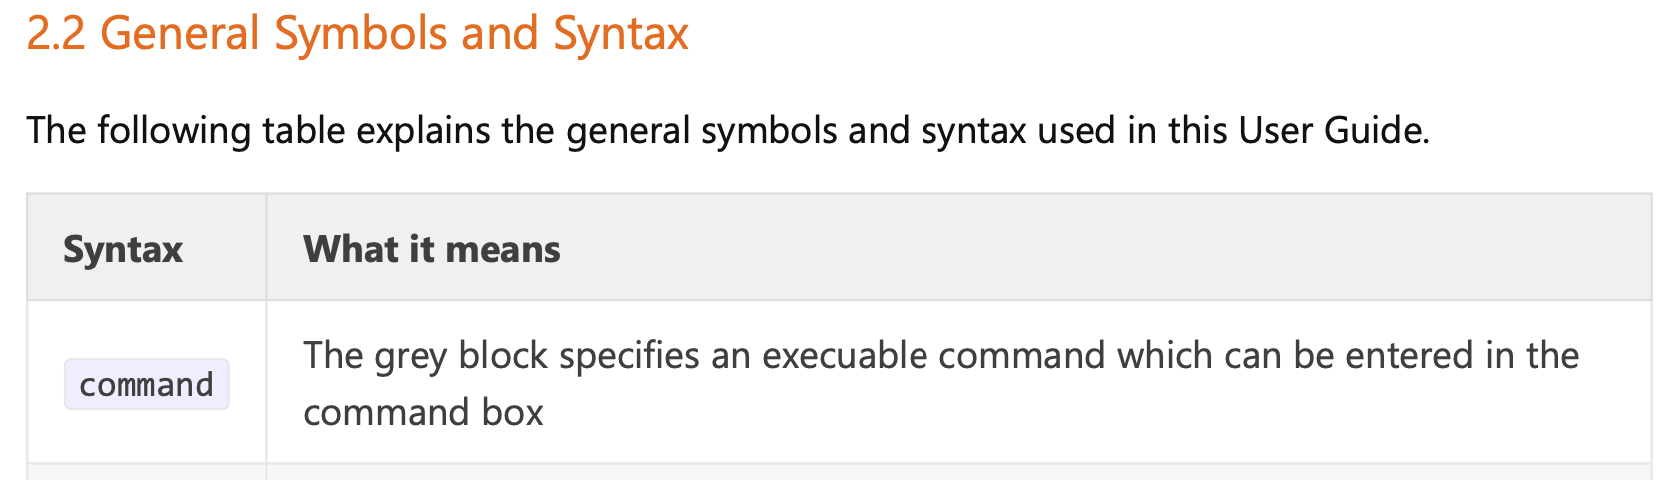 2.2 General Symbols and Syntax
The following table explains the general symbols and syntax used in this User Guide.
Syntax
What it means
command
The grey block specifies an execuable command which can be entered in the
command box